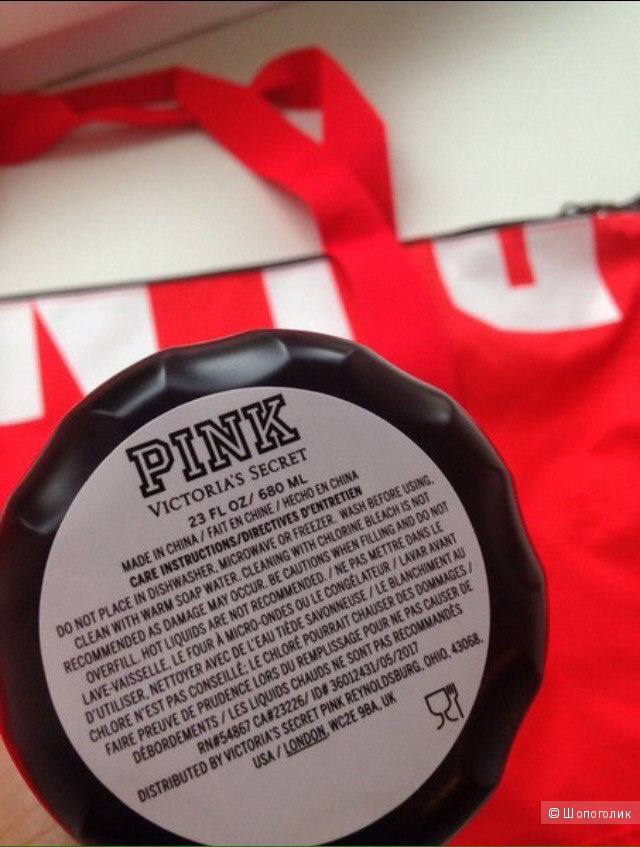 PINK
VICTORIA'S SECRET
23 FL OZ/ 680 ML
MADE IN CHINA / FAIT EN CHINE / HECHO EN CHINA
CARE INSTRUCTIONS/DIRECTIVES D'ENTRETIEN
DO NOT PLACE IN DISHWASHER, MICROWAVE OR FREEZER. WASH BEFORE USING.
CLEAN WITH WARM SOAP WATER. CLEANING WITH CHLORINE BLEACH IS NOT
RECOMMENDED AS DAMAGE MAY OCCUR. BE CAUTIONS WHEN FILLING AND DO NOT
OVERFILL. HOT LIQUIDS ARE NOT RECOMMENDED. / NE PAS METTRE DANS LE
LAVE-VAISSELLE, LE FOUR À MICRO-ONDES OU LE CONGÉLATEUR / LAVER AVANT
D'UTILISER. NETTOYER AVEC DE L'EAU TIÈDE SAVONNEUSE / LE BLANCHIMENT AU
CHLORE N'EST PAS CONSEILLÉ: LE CHLORE POURRAIT CHAUSER DES DOMMAGES /
FAIRE PREUVE DE PRUDENCE LORS DU REMPLISSAGE POUR NE PAS CAUSER DE
DÉBORDEMENTS / LES LIQUIDS CHAUDS NE SONT PAS RECOMMANDÉS
RN#54867 CA#23226/ ID# 36012431/05/2017
DISTRIBUTED BY VICTORIA'S SECRET PINK REYNOLDSBURG, OHIO, 43068,
USA / LONDON, WC2E 9BA, UK
© Шопоголик